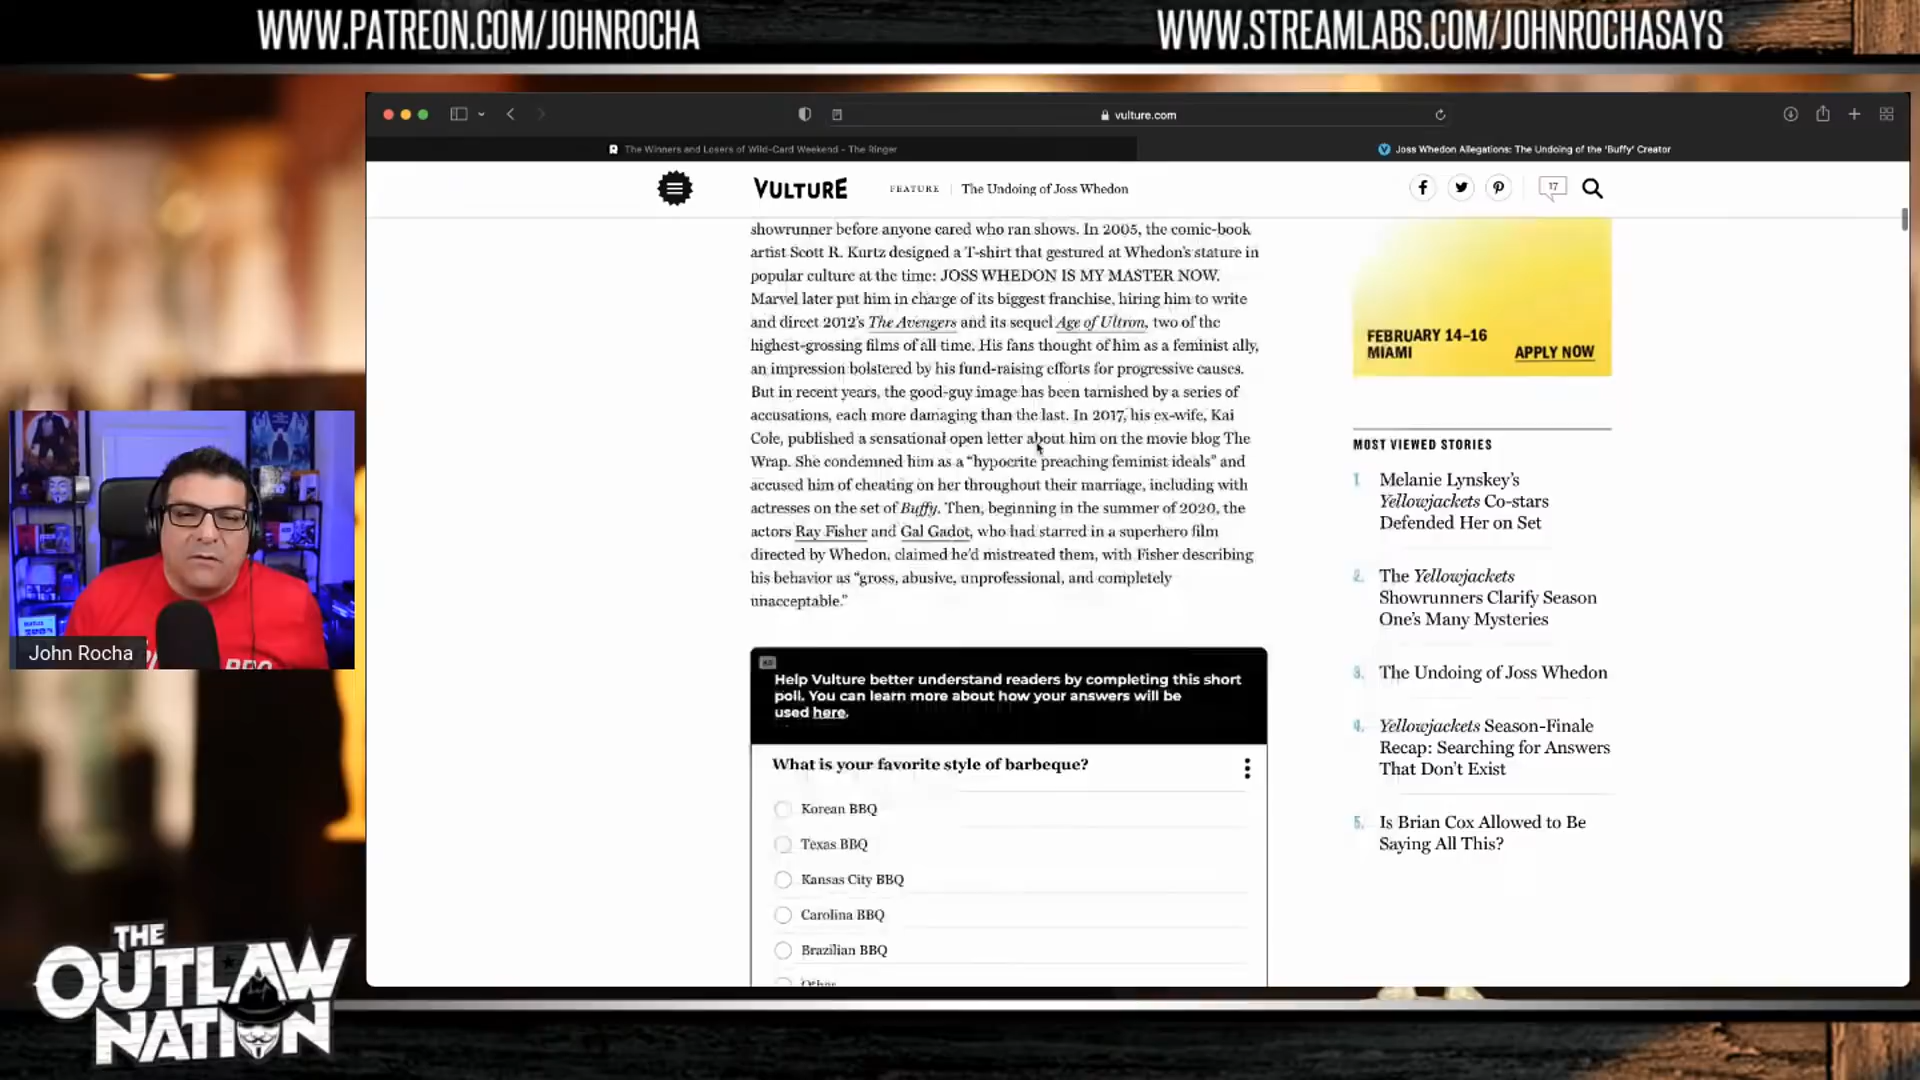 WWW.PATREON.COM/JOHNROCHA
WWW.STREAMLABS.COM/JOHNROCHASAYS
vulture.com
The Winners and Losers of Wild-Card Weekend - The Ringer
Joss Whedon Allegations: The Undoing of the 'Buffy' Creator
VULTURE
FEATURE
The Undoing of Joss Whedon
17
showrunner before anyone cared who ran shows. In 2005, the comic-book
artist Scott R. Kurtz designed a T-shirt that gestured at Whedon's stature in
popular culture at the time: JOSS WHEDON IS MY MASTER NOW.
Marvel later put him in charge of its biggest franchise, hiring him to write
and direct 2012's The Avengers and its sequel Age of Ultron, two of the
highest-grossing films of all time. His fans thought of him as a feminist ally,
an impression bolstered by his fund-raising efforts for progressive causes.
But in recent years, the good-guy image has been tarnished by a series of
accusations, each more damaging than the last. In 2017, his ex-wife, Kai
Cole, published a sensational open letter about him on the movie blog The
Wrap. She condemned him as a “hypocrite preaching feminist ideals” and
accused him of cheating on her throughout their marriage, including with
actresses on the set of Buffy. Then, beginning in the summer of 2020, the
actors Ray Fisher and Gal Gadot, who had starred in a superhero film
directed by Whedon, claimed he'd mistreated them, with Fisher describing
his behavior as “gross, abusive, unprofessional, and completely
unacceptable.”
Help Vulture better understand readers by completing this short
poll. You can learn more about how your answers will be
used here.
What is your favorite style of barbeque?
Korean BBQ
Texas BBQ
Kansas City BBQ
Carolina BBQ
Brazilian BBQ
Other
FEBRUARY 14–16
MIAMI
APPLY NOW
MOST VIEWED STORIES
1. Melanie Lynskey's
Yellowjackets Co-stars
Defended Her on Set
2. The Yellowjackets
Showrunners Clarify Season
One's Many Mysteries
3. The Undoing of Joss Whedon
4. Yellowjackets Season-Finale
Recap: Searching for Answers
That Don't Exist
5. Is Brian Cox Allowed to Be
Saying All This?
John Rocha
THE
OUTLAW
NATION